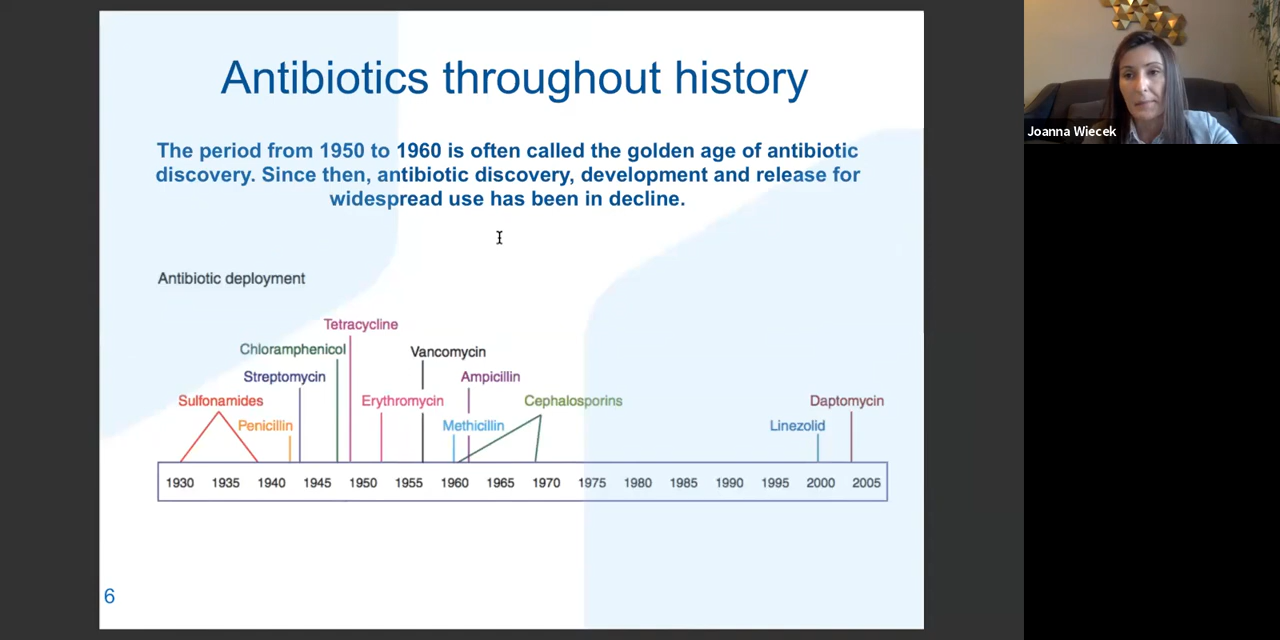 Antibiotics throughout history
The period from 1950 to 1960 is often called the golden age of antibiotic
discovery. Since then, antibiotic discovery, development and release for
widespread use has been in decline.
Antibiotic deployment
Tetracycline
Chloramphenicol
Vancomycin
Streptomycin
Ampicillin
Sulfonamides
Erythromycin
Cephalosporins
Daptomycin
Penicillin
Methicillin
Linezolid
1930 1935 1940 1945 1950 1955 1960 1965 1970 1975 1980 1985 1990 1995 2000 2005
6
Joanna Wiecek